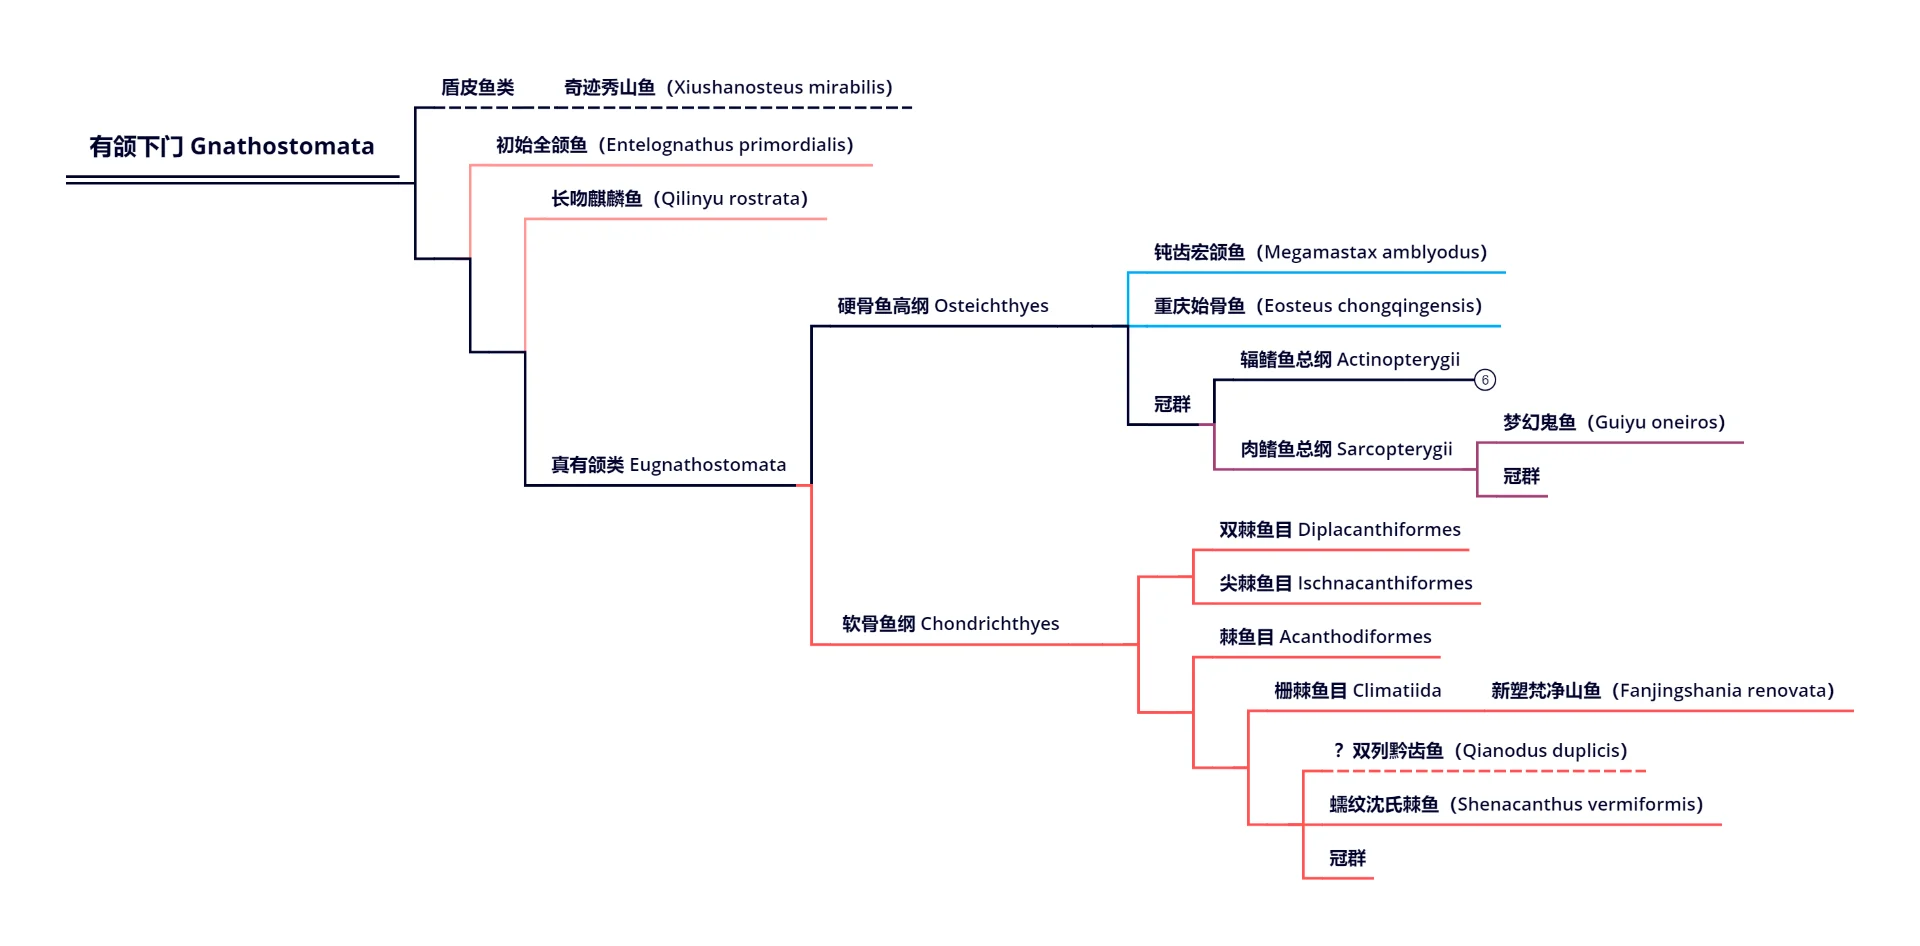 盾皮鱼类 奇迹秀山鱼（Xiushanosteus mirabilis）
有颌下门 Gnathostomata
初始全颌鱼（Entelognathus primordialis）
长吻麒麟鱼（Qilinyu rostrata）
钝齿宏颌鱼（Megamastax amblyodus）
硬骨鱼高纲 Osteichthyes
重庆始骨鱼（Eosteus chongqingensis）
辐鳍鱼总纲 Actinopterygii
6
冠群
梦幻鬼鱼（Guiyu oneiros）
肉鳍鱼总纲 Sarcopterygii
真有颌类 Eugnathostomata
冠群
双棘鱼目 Diplacanthiformes
尖棘鱼目 Ischnacanthiformes
软骨鱼纲 Chondrichthyes
棘鱼目 Acanthodiformes
栅棘鱼目 Climatiida 新塑梵净山鱼（Fanjingshania renovata）
？双列黔齿鱼（Qianodus duplicis）
蠕纹沈氏棘鱼（Shenacanthus vermiformis）
冠群